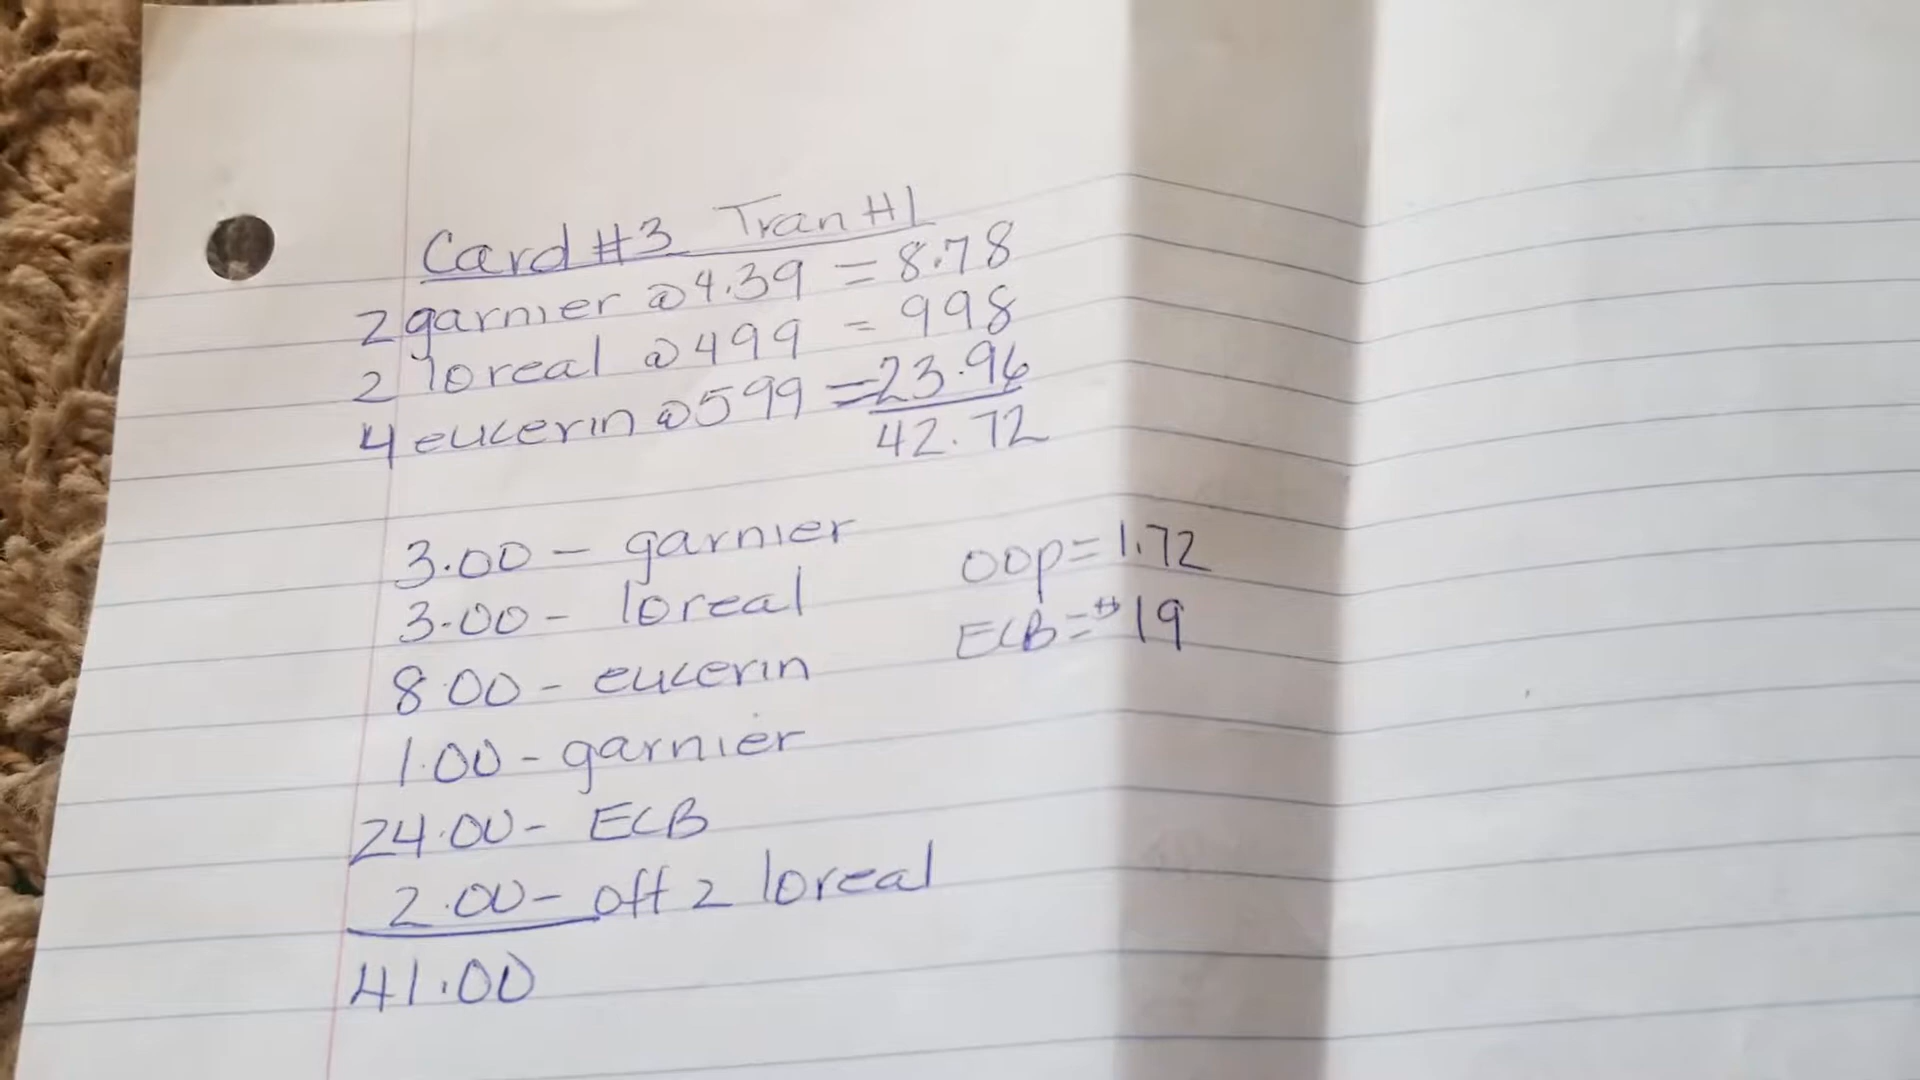 Card #3 Tran #1
2 garnier @ 4.39 = 8.78
2 loreal @ 499 = 998
4 eucerin @ 599 = 23.96
42.72
3.00 - garnier
3.00 - loreal
8.00 - eucerin
1.00 - garnier
24.00 - ECB
2.00 - off 2 loreal
41.00
OOP = 1.72
ECB = $19